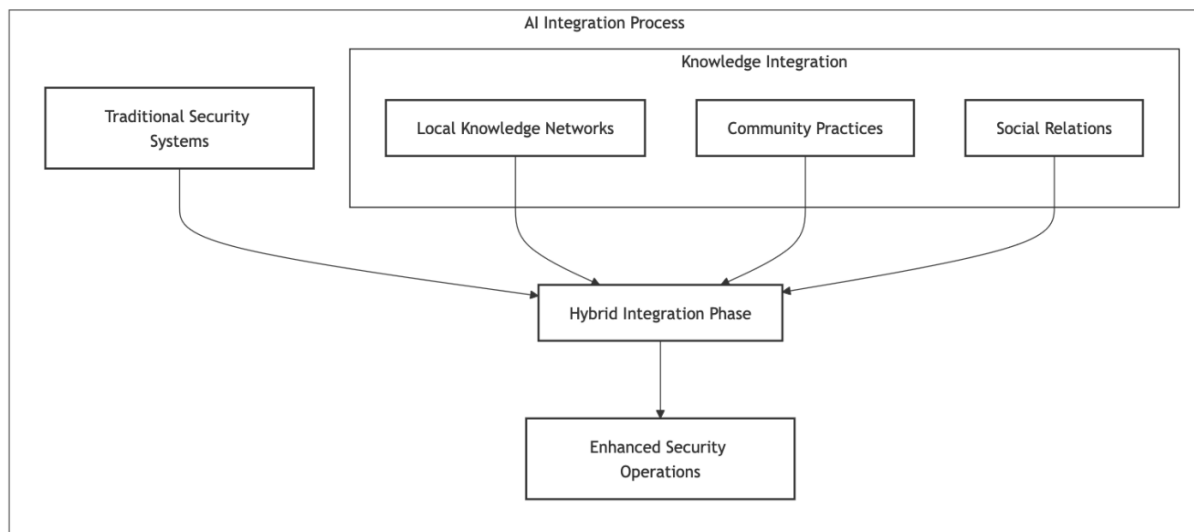 AI Integration Process
Knowledge Integration
Traditional Security
Systems
Local Knowledge Networks
Community Practices
Social Relations
Hybrid Integration Phase
Enhanced Security
Operations